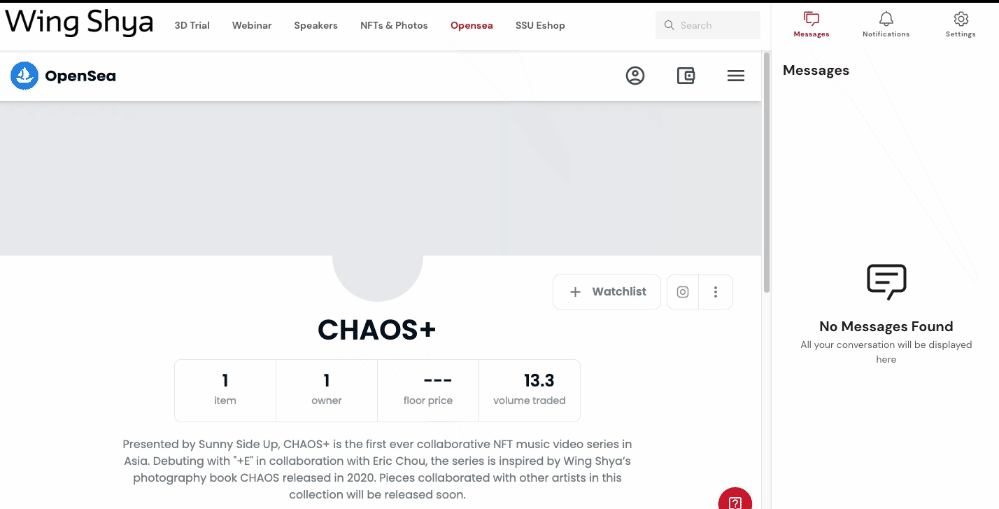 Wing Shya
3D Trial Webinar Speakers NFTs & Photos Opensea SSU Eshop
Search
Messages Notifications Settings
OpenSea
Messages
Watchlist
CHAOS+
1 1 --- 13.3
item owner floor price volume traded
Presented by Sunny Side Up, CHAOS+ is the first ever collaborative NFT music video series in
Asia. Debuting with "+E" in collaboration with Eric Chou, the series is inspired by Wing Shya's
photography book CHAOS released in 2020. Pieces collaborated with other artists in this
collection will be released soon.
No Messages Found
All your conversation will be displayed
here